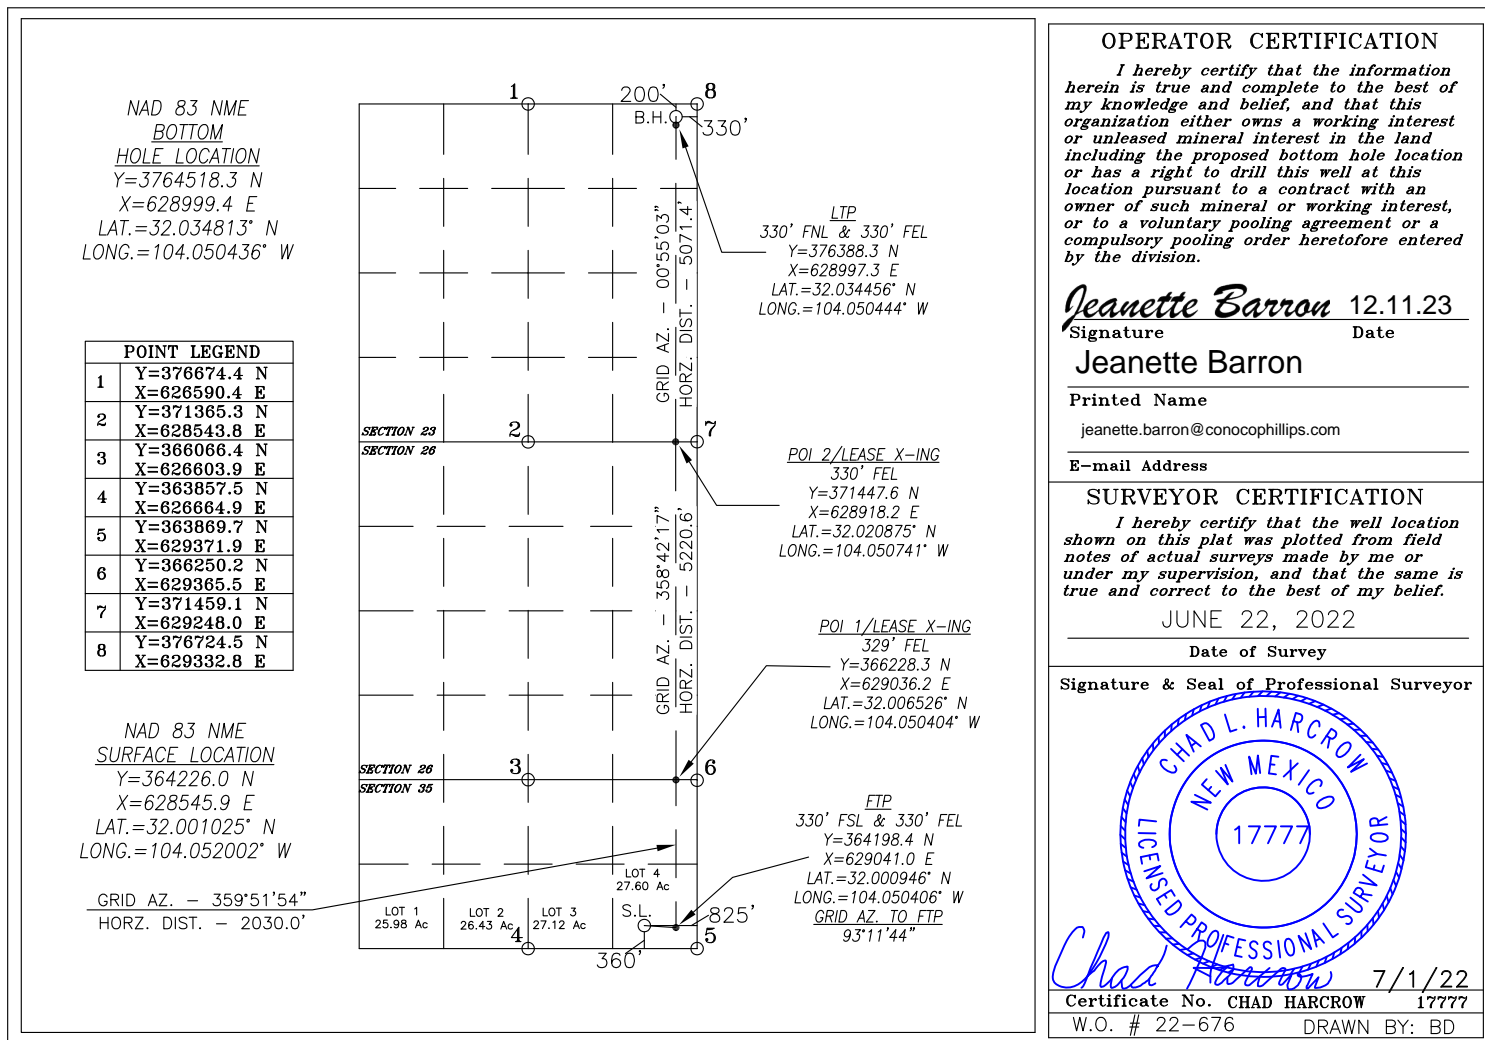 NAD 83 NME
BOTTOM
HOLE LOCATION
Y=3764518.3 N
X=628999.4 E
LAT.=32.034813° N
LONG.=104.050436° W
POINT LEGEND
1 Y=376674.4 N
X=626590.4 E
2 Y=371365.3 N
X=628543.8 E
3 Y=366066.4 N
X=626603.9 E
4 Y=363857.5 N
X=626664.9 E
5 Y=363869.7 N
X=629371.9 E
6 Y=366250.2 N
X=629365.5 E
7 Y=371459.1 N
X=629248.0 E
8 Y=376724.5 N
X=629332.8 E
NAD 83 NME
SURFACE LOCATION
Y=364226.0 N
X=628545.9 E
LAT.=32.001025° N
LONG.=104.052002° W
GRID AZ. - 359°51'54"
HORZ. DIST. - 2030.0'
1
200'
8
B.H.
330'
GRID AZ. - 00°55'03"
HORZ. DIST. - 5071.4'
LTP
330' FNL & 330' FEL
Y=376388.3 N
X=628997.3 E
LAT.=32.034456° N
LONG.=104.050444° W
SECTION 23
2
7
SECTION 26
POI 2/LEASE X-ING
330' FEL
Y=371447.6 N
X=628918.2 E
LAT.=32.020875° N
LONG.=104.050741° W
GRID AZ. - 358°42'17"
HORZ. DIST. - 5220.6'
POI 1/LEASE X-ING
329' FEL
Y=366228.3 N
X=629036.2 E
LAT.=32.006526° N
LONG.=104.050404° W
SECTION 26
3
6
SECTION 35
FTP
330' FSL & 330' FEL
Y=364198.4 N
X=629041.0 E
LAT.=32.000946° N
LONG.=104.050406° W
GRID AZ. TO FTP
93°11'44"
LOT 4
27.60 Ac
LOT 1
25.98 Ac
LOT 2
26.43 Ac
LOT 3
27.12 Ac
S.L.
825'
4
360'
5
OPERATOR CERTIFICATION
I hereby certify that the information
herein is true and complete to the best of
my knowledge and belief, and that this
organization either owns a working interest
or unleased mineral interest in the land
including the proposed bottom hole location
or has a right to drill this well at this
location pursuant to a contract with an
owner of such mineral or working interest,
or to a voluntary pooling agreement or a
compulsory pooling order heretofore entered
by the division.
Jeanette Barron 12.11.23
Signature Date
Jeanette Barron
Printed Name
jeanette.barron@conocophillips.com
E-mail Address
SURVEYOR CERTIFICATION
I hereby certify that the well location
shown on this plat was plotted from field
notes of actual surveys made by me or
under my supervision, and that the same is
true and correct to the best of my belief.
JUNE 22, 2022
Date of Survey
Signature & Seal of Professional Surveyor
CHAD L. HARCROW
NEW MEXICO
17777
LICENSED PROFESSIONAL SURVEYOR
Chad Harcrow 7/1/22
Certificate No. CHAD HARCROW 17777
W.O. # 22-676 DRAWN BY: BD